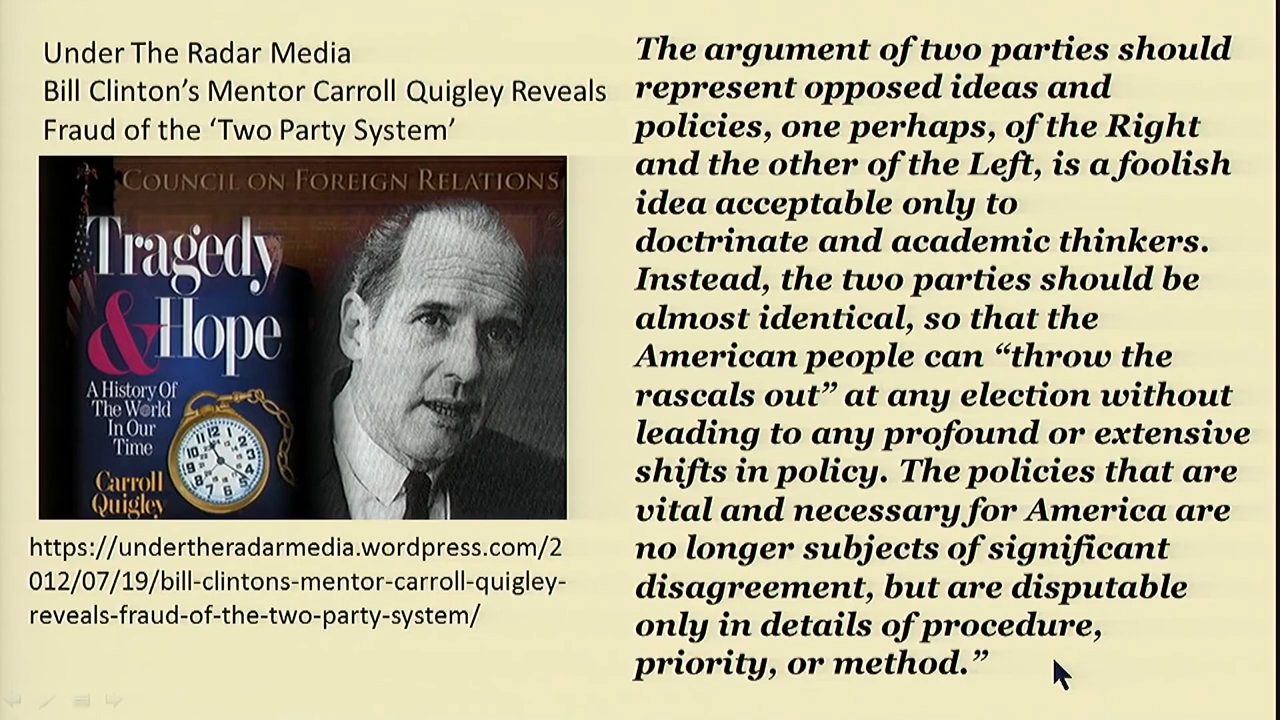 Under The Radar Media
Bill Clinton's Mentor Carroll Quigley Reveals
Fraud of the 'Two Party System'
COUNCIL ON FOREIGN RELATIONS
Tragedy
& Hope
A History Of
The World
In Our
Time
Carroll
Quigley
https://undertheradarmedia.wordpress.com/2
012/07/19/bill-clintons-mentor-carroll-quigley-
reveals-fraud-of-the-two-party-system/
The argument of two parties should
represent opposed ideas and
policies, one perhaps, of the Right
and the other of the Left, is a foolish
idea acceptable only to
doctrinate and academic thinkers.
Instead, the two parties should be
almost identical, so that the
American people can “throw the
rascals out” at any election without
leading to any profound or extensive
shifts in policy. The policies that are
vital and necessary for America are
no longer subjects of significant
disagreement, but are disputable
only in details of procedure,
priority, or method.”